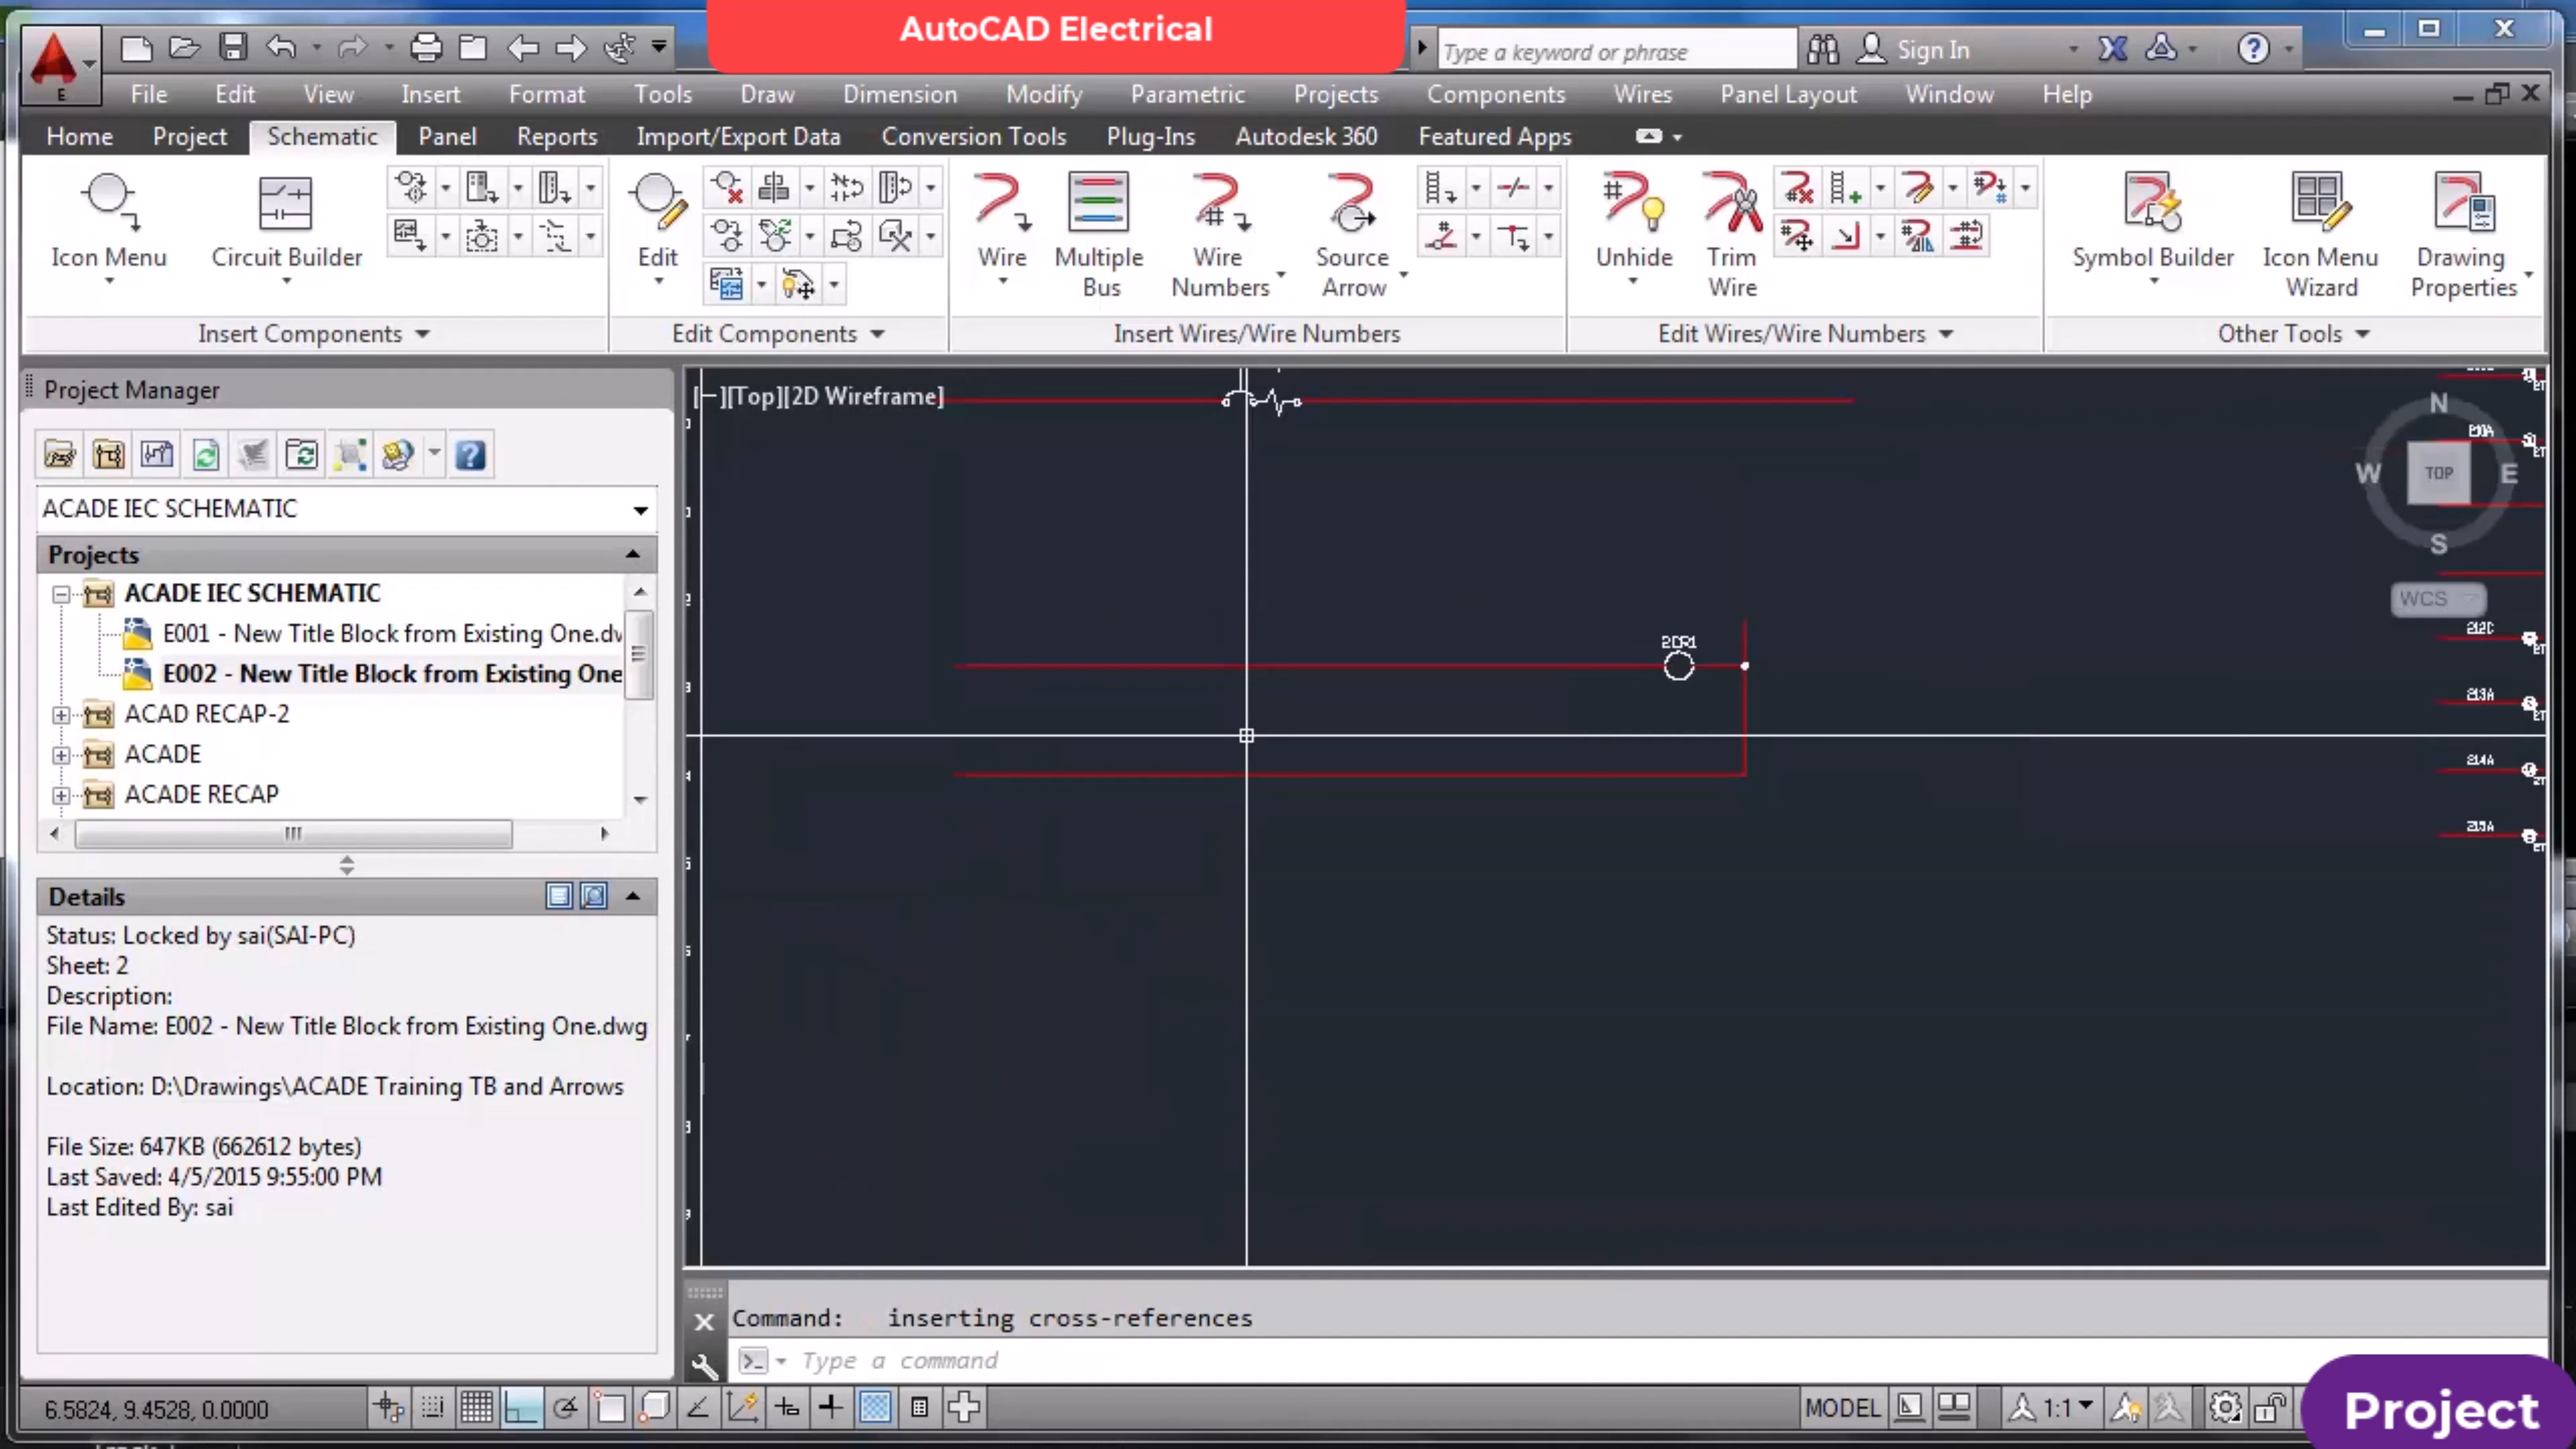 AutoCAD Electrical
Type a keyword or phrase
Sign In
E
File Edit View Insert Format Tools Draw Dimension Modify Parametric Projects Components Wires Panel Layout Window Help
Home Project Schematic Panel Reports Import/Export Data Conversion Tools Plug-Ins Autodesk 360 Featured Apps
Icon Menu
Circuit Builder
Edit
Wire
Multiple Bus
Wire Numbers
Source Arrow
Unhide
Trim Wire
Symbol Builder
Icon Menu Wizard
Drawing Properties
Insert Components
Edit Components
Insert Wires/Wire Numbers
Edit Wires/Wire Numbers
Other Tools
Project Manager
ACADE IEC SCHEMATIC
Projects
ACADE IEC SCHEMATIC
E001 - New Title Block from Existing One.dv
E002 - New Title Block from Existing One
ACAD RECAP-2
ACADE
ACADE RECAP
Details
Status: Locked by sai(SAI-PC)
Sheet: 2
Description:
File Name: E002 - New Title Block from Existing One.dwg
Location: D:\Drawings\ACADE Training TB and Arrows
File Size: 647KB (662612 bytes)
Last Saved: 4/5/2015 9:55:00 PM
Last Edited By: sai
[-][Top][2D Wireframe]
N
W TOP E
S
WCS
2CR1
210A
212C
213A
214A
215A
Command: inserting cross-references
Type a command
6.5824, 9.4528, 0.0000
MODEL
1:1
Project